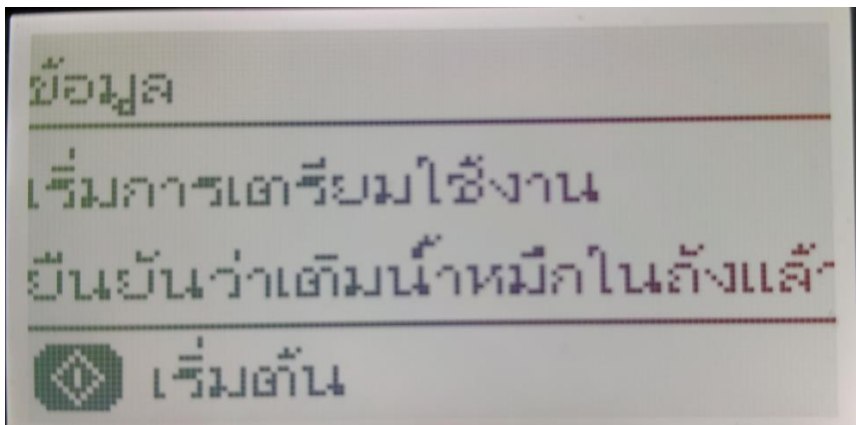 ข้อมูล
เริ่มการเตรียมใช้งาน
ยืนยันว่าเติมน้ำหมึกในถังแล้ว
เริ่มต้น